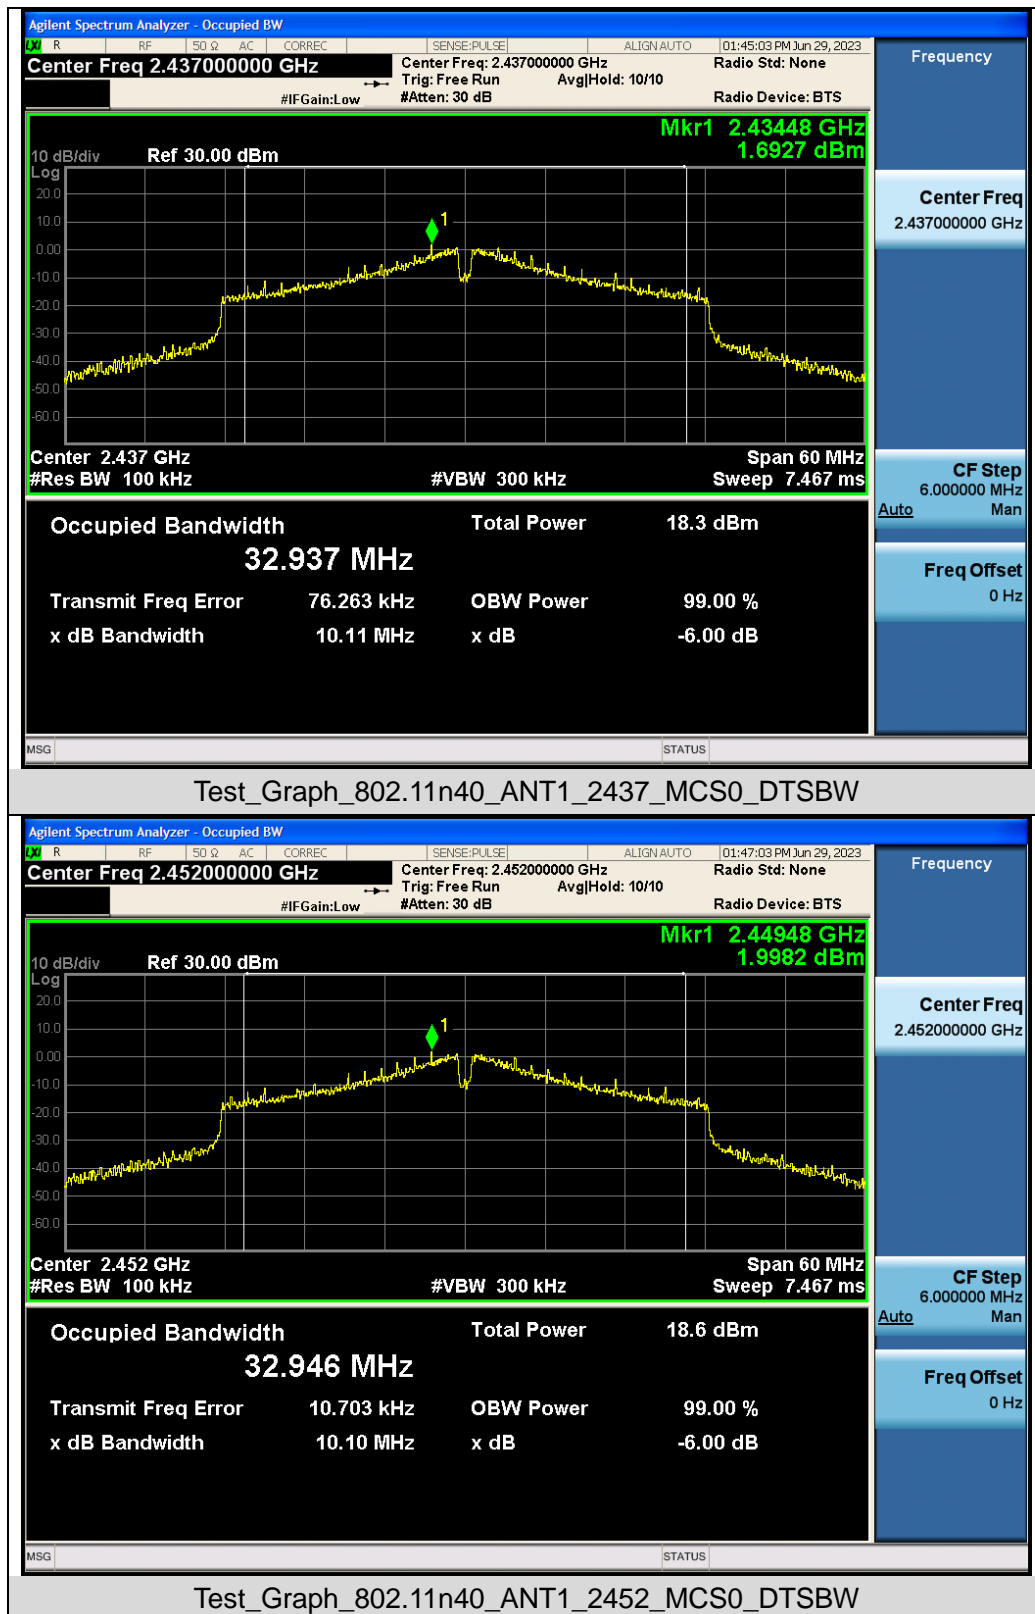 Agilent Spectrum Analyzer - Occupied BW
LXI R RF 50 Ω AC CORREC SENSE:PULSE ALIGN AUTO 01:45:03 PM Jun 29, 2023
Center Freq 2.437000000 GHz
Center Freq: 2.437000000 GHz Radio Std: None
Trig: Free Run Avg|Hold: 10/10
#IFGain:Low #Atten: 30 dB Radio Device: BTS
Frequency
Mkr1 2.43448 GHz
1.6927 dBm
10 dB/div Ref 30.00 dBm
Log
20.0
10.0
0.00
-10.0
-20.0
-30.0
-40.0
-50.0
-60.0
1
Center 2.437 GHz Span 60 MHz
#Res BW 100 kHz #VBW 300 kHz Sweep 7.467 ms
Center Freq
2.437000000 GHz
CF Step
6.000000 MHz
Auto Man
Freq Offset
0 Hz
Occupied Bandwidth Total Power 18.3 dBm
32.937 MHz
Transmit Freq Error 76.263 kHz OBW Power 99.00 %
x dB Bandwidth 10.11 MHz x dB -6.00 dB
MSG STATUS
Test_Graph_802.11n40_ANT1_2437_MCS0_DTSBW
Agilent Spectrum Analyzer - Occupied BW
LXI R RF 50 Ω AC CORREC SENSE:PULSE ALIGN AUTO 01:47:03 PM Jun 29, 2023
Center Freq 2.452000000 GHz
Center Freq: 2.452000000 GHz Radio Std: None
Trig: Free Run Avg|Hold: 10/10
#IFGain:Low #Atten: 30 dB Radio Device: BTS
Frequency
Mkr1 2.44948 GHz
1.9982 dBm
10 dB/div Ref 30.00 dBm
Log
20.0
10.0
0.00
-10.0
-20.0
-30.0
-40.0
-50.0
-60.0
1
Center 2.452 GHz Span 60 MHz
#Res BW 100 kHz #VBW 300 kHz Sweep 7.467 ms
Center Freq
2.452000000 GHz
CF Step
6.000000 MHz
Auto Man
Freq Offset
0 Hz
Occupied Bandwidth Total Power 18.6 dBm
32.946 MHz
Transmit Freq Error 10.703 kHz OBW Power 99.00 %
x dB Bandwidth 10.10 MHz x dB -6.00 dB
MSG STATUS
Test_Graph_802.11n40_ANT1_2452_MCS0_DTSBW